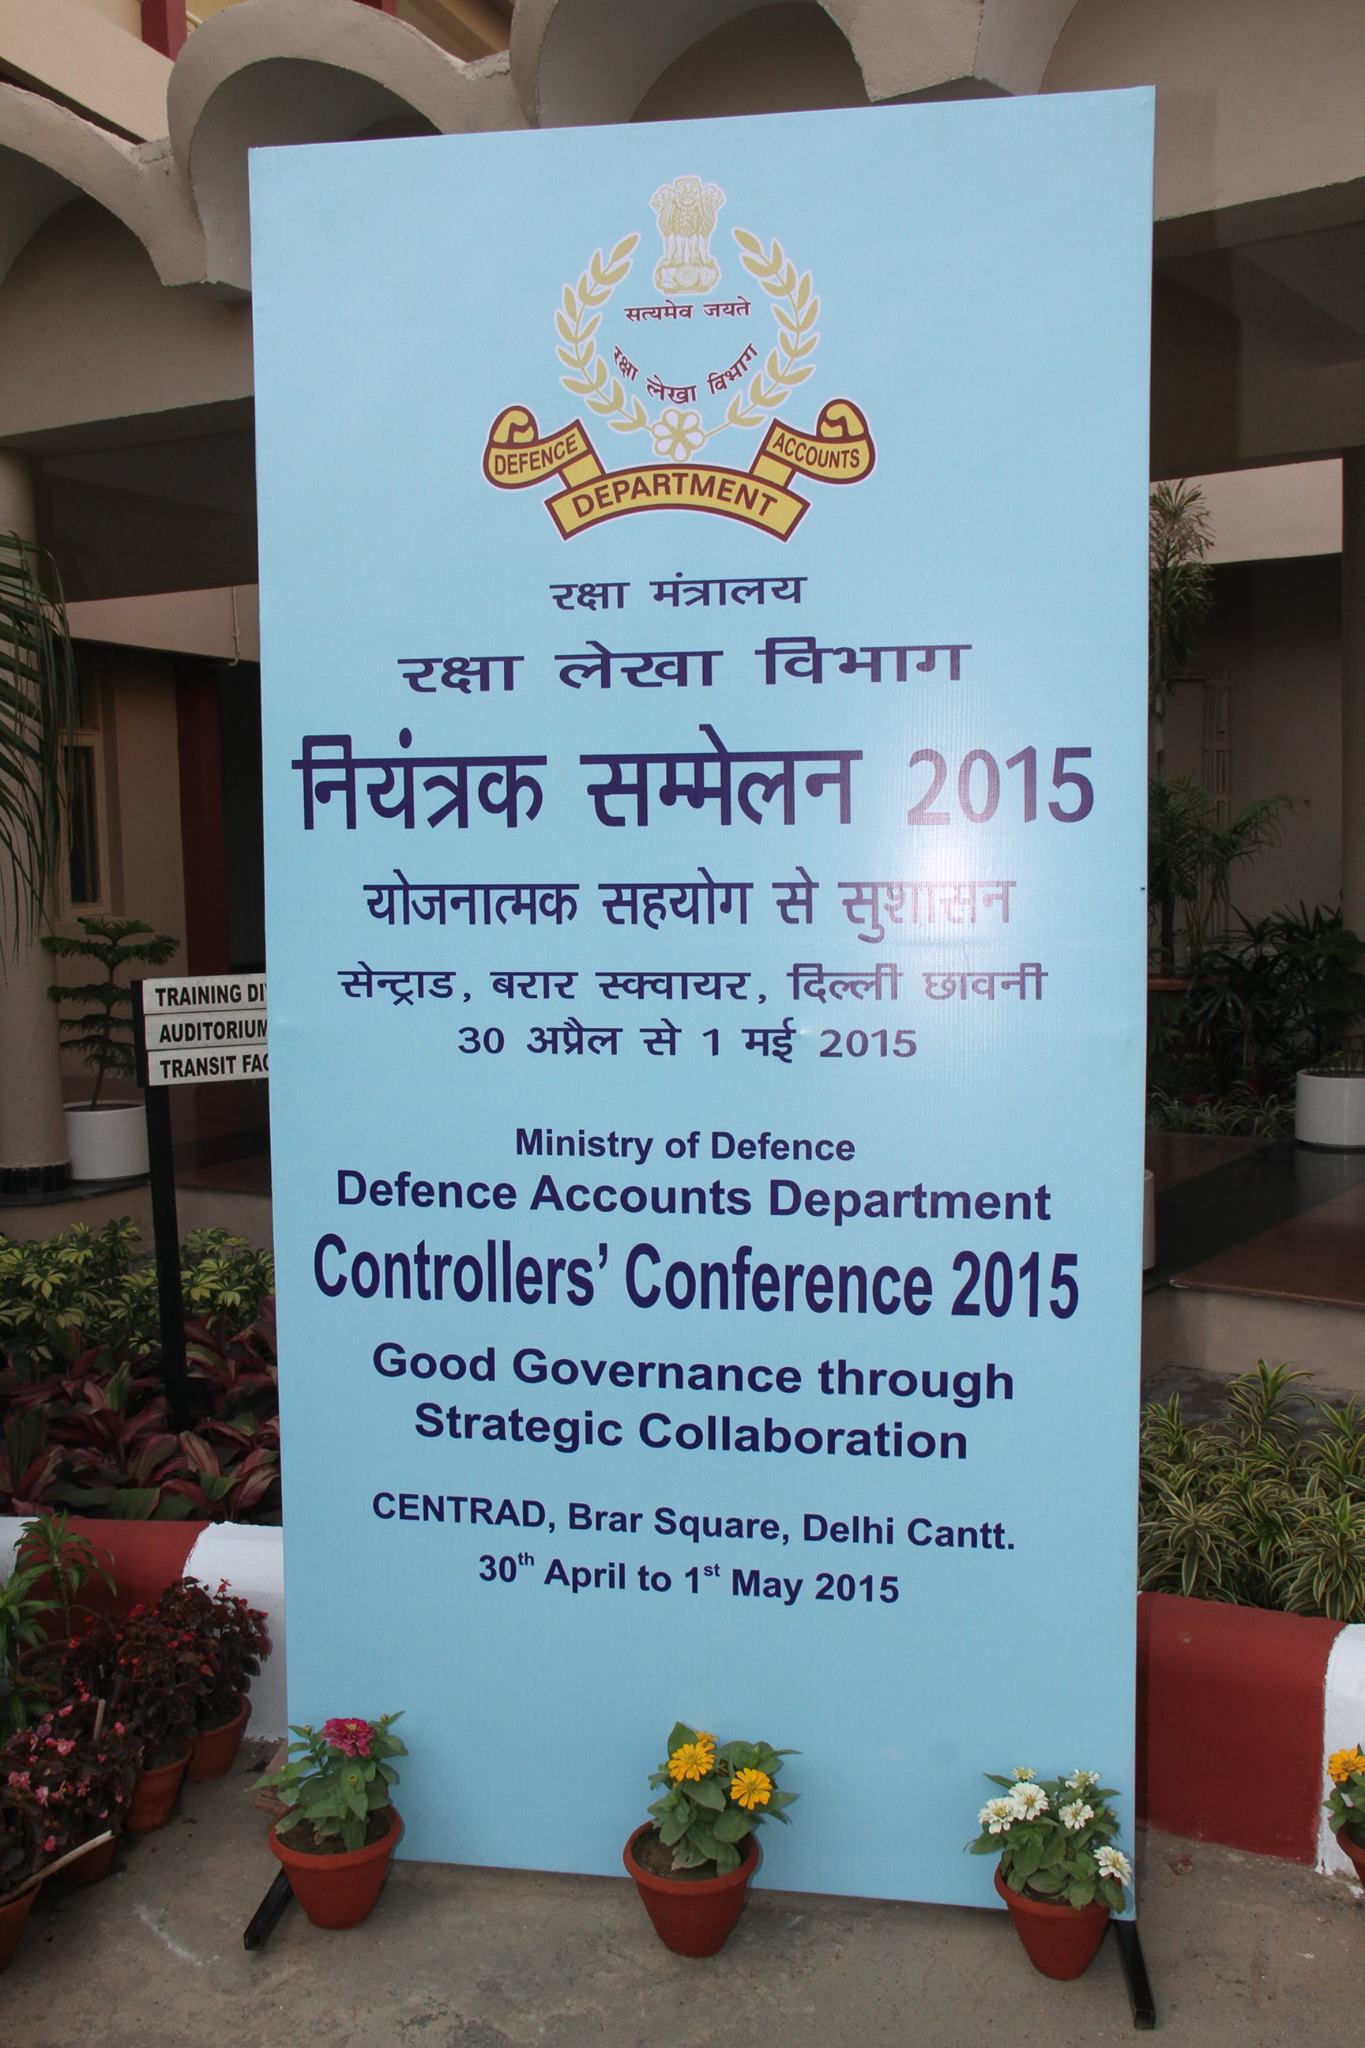 सत्यमेव जयते
रक्षा लेखा विभाग
DEFENCE ACCOUNTS
DEPARTMENT
रक्षा मंत्रालय
रक्षा लेखा विभाग
नियंत्रक सम्मेलन 2015
योजनात्मक सहयोग से सुशासन
सेन्ट्राड, बरार स्क्वायर, दिल्ली छावनी
30 अप्रैल से 1 मई 2015
Ministry of Defence
Defence Accounts Department
Controllers’ Conference 2015
Good Governance through
Strategic Collaboration
CENTRAD, Brar Square, Delhi Cantt.
30th April to 1st May 2015
TRAINING
AUDITORIUM
TRANSIT